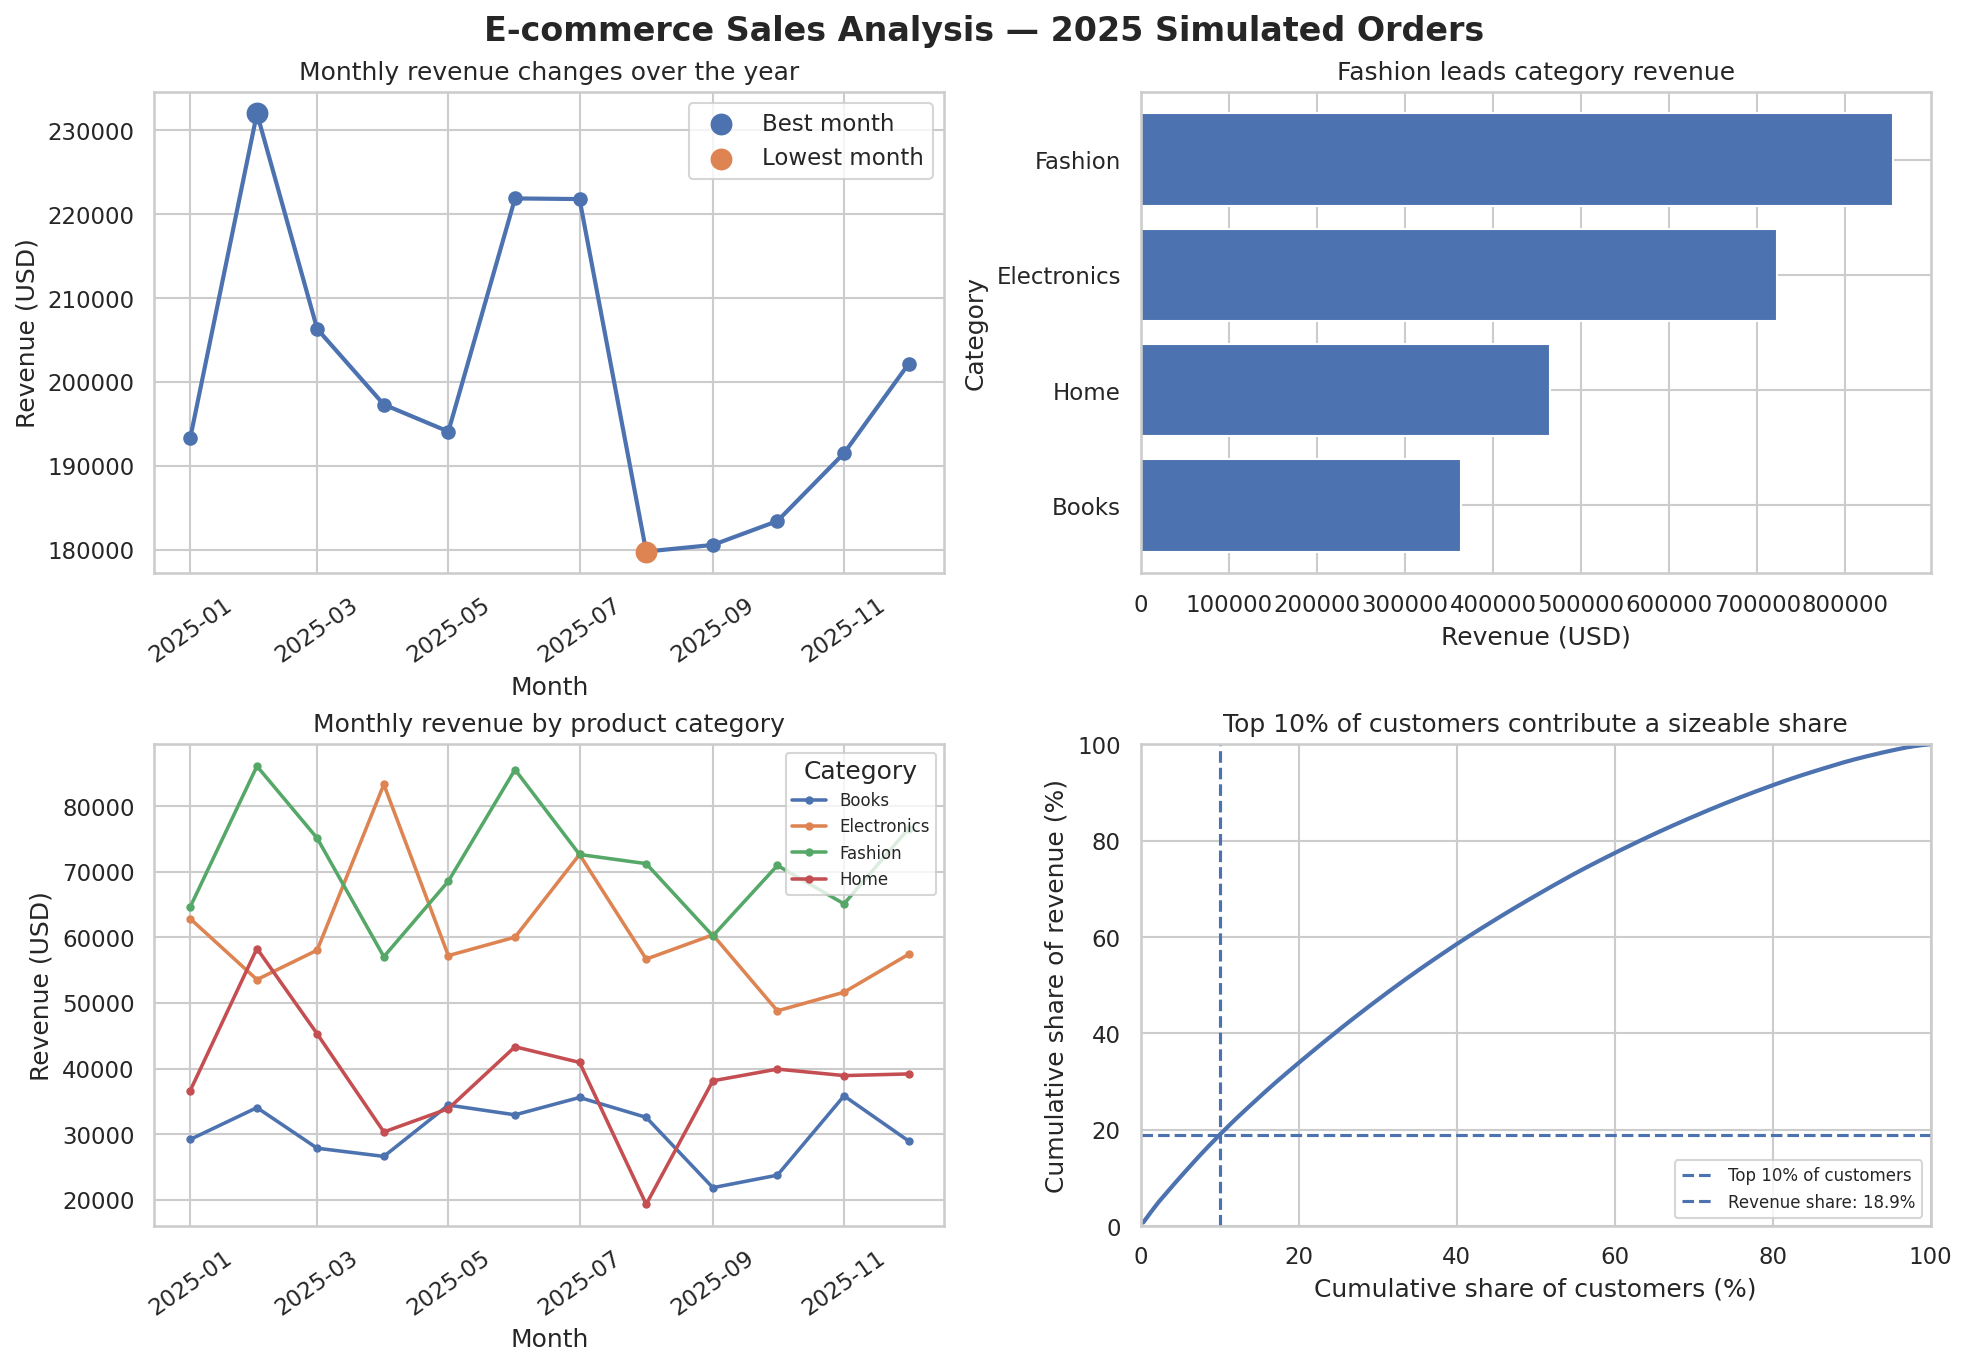 E-commerce Sales Analysis — 2025 Simulated Orders
Monthly revenue changes over the year
Revenue (USD)
230000
220000
210000
200000
190000
180000
Best month
Lowest month
2025-01
2025-03
2025-05
2025-07
2025-09
2025-11
Month
Fashion leads category revenue
Category
Fashion
Electronics
Home
Books
0 100000 200000 300000 400000 500000 600000 700000 800000
Revenue (USD)
Monthly revenue by product category
Revenue (USD)
80000
70000
60000
50000
40000
30000
20000
Category
Books
Electronics
Fashion
Home
2025-01
2025-03
2025-05
2025-07
2025-09
2025-11
Month
Top 10% of customers contribute a sizeable share
Cumulative share of revenue (%)
100
80
60
40
20
0
Top 10% of customers
Revenue share: 18.9%
0 20 40 60 80 100
Cumulative share of customers (%)